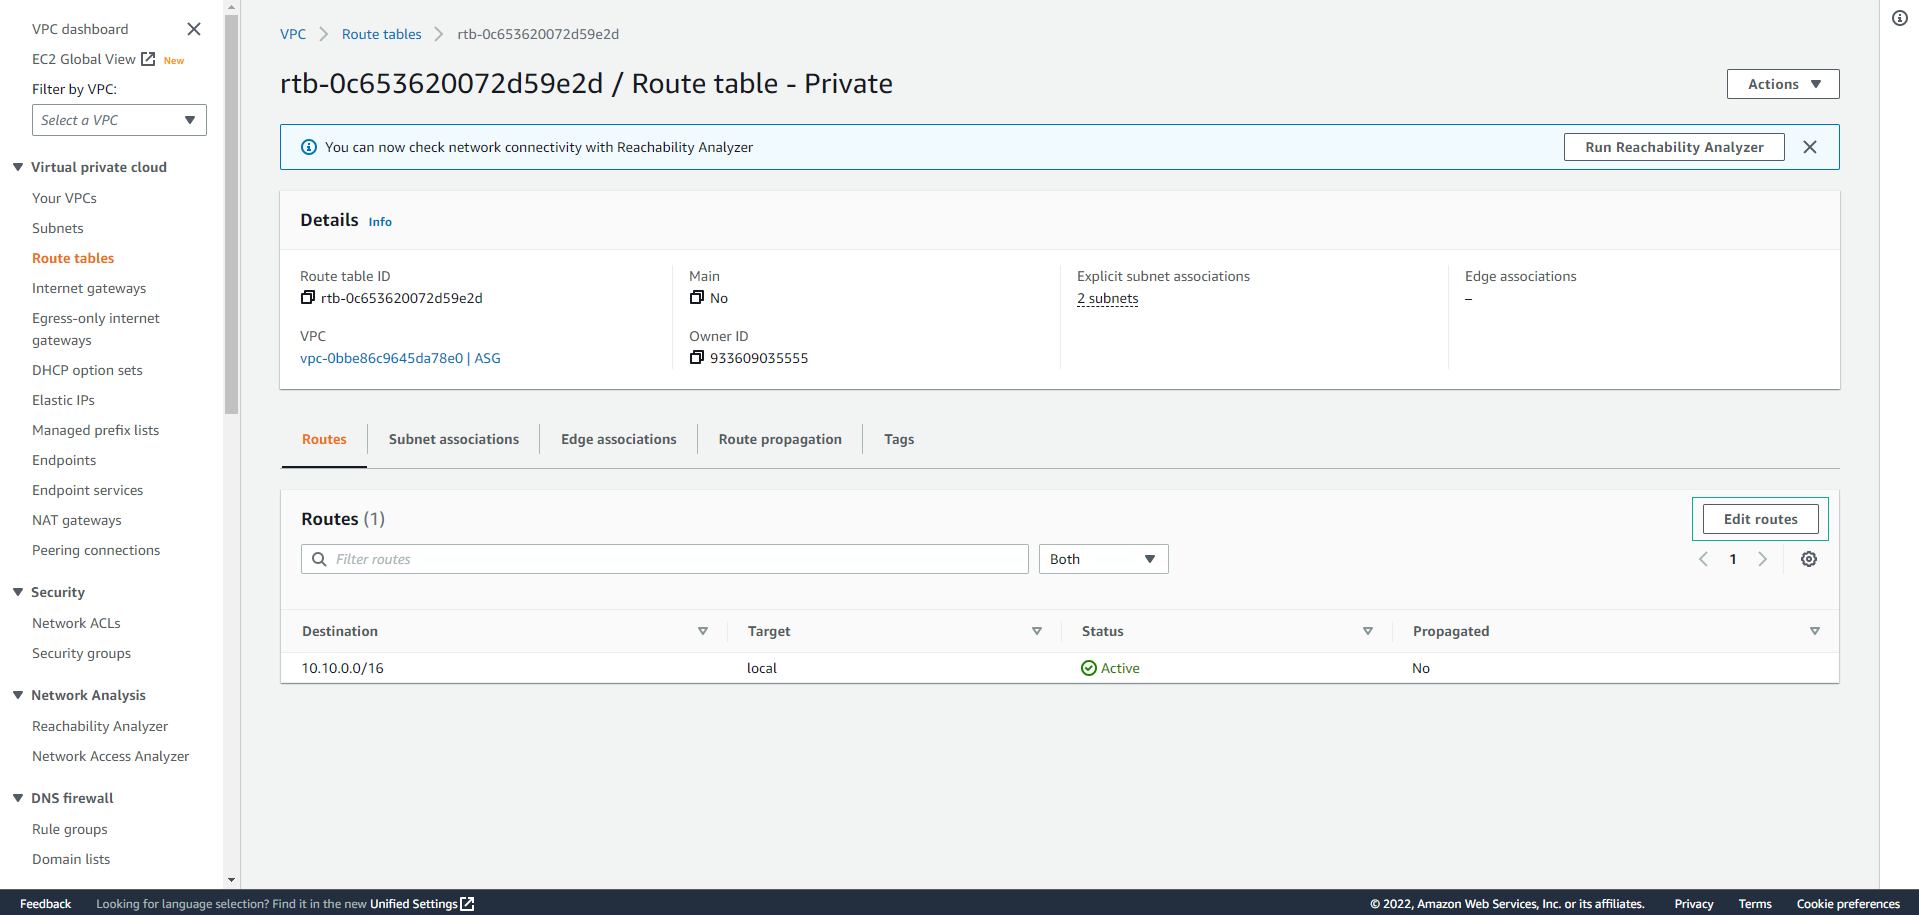 VPC dashboard
EC2 Global View New
Filter by VPC:
Select a VPC
Virtual private cloud
Your VPCs
Subnets
Route tables
Internet gateways
Egress-only internet
gateways
DHCP option sets
Elastic IPs
Managed prefix lists
Endpoints
Endpoint services
NAT gateways
Peering connections
Security
Network ACLs
Security groups
Network Analysis
Reachability Analyzer
Network Access Analyzer
DNS firewall
Rule groups
Domain lists
VPC Route tables rtb-0c653620072d59e2d
rtb-0c653620072d59e2d / Route table - Private
Actions
You can now check network connectivity with Reachability Analyzer
Run Reachability Analyzer
Details Info
Route table ID
rtb-0c653620072d59e2d
VPC
vpc-0bbe86c9645da78e0 | ASG
Main
No
Owner ID
933609035555
Explicit subnet associations
2 subnets
Edge associations
–
Routes Subnet associations Edge associations Route propagation Tags
Routes (1)
Edit routes
Filter routes
Both
1
Destination Target Status Propagated
10.10.0.0/16 local Active No
Feedback Looking for language selection? Find it in the new Unified Settings © 2022, Amazon Web Services, Inc. or its affiliates. Privacy Terms Cookie preferences